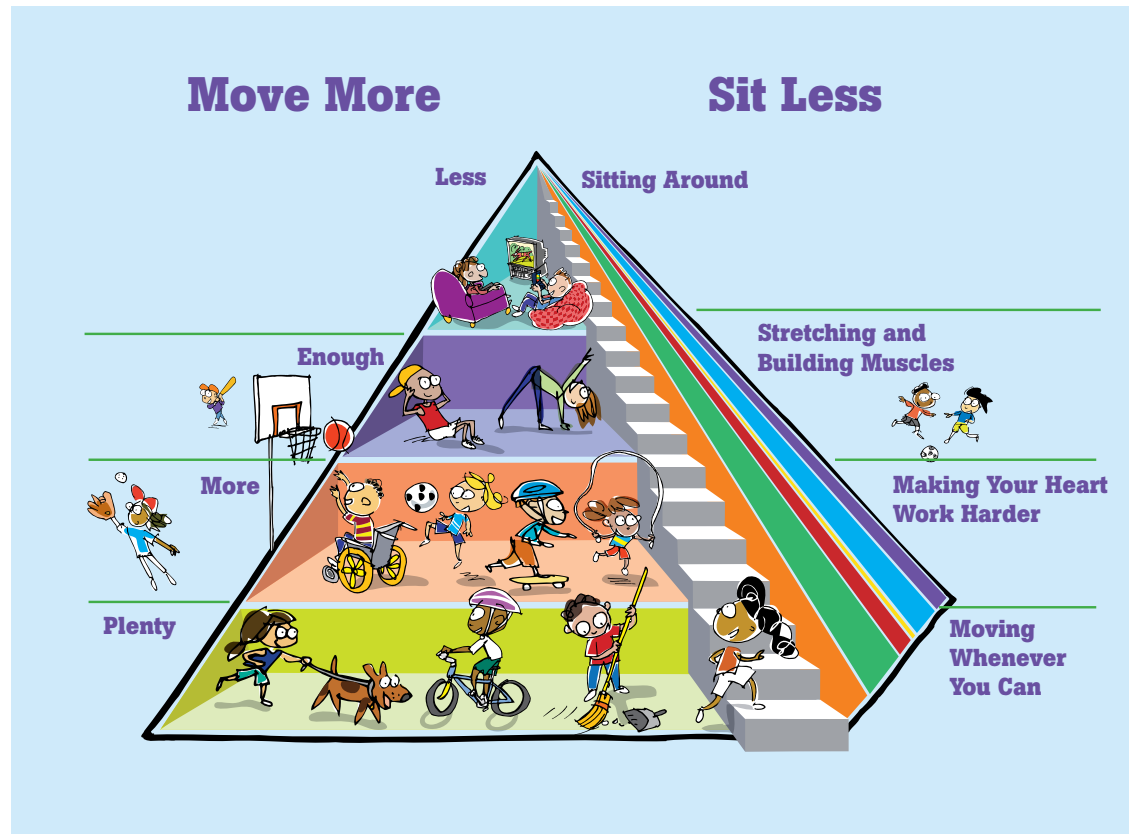 Move More
Sit Less
Less
Sitting Around
Enough
Stretching and
Building Muscles
More
Making Your Heart
Work Harder
Plenty
Moving
Whenever
You Can